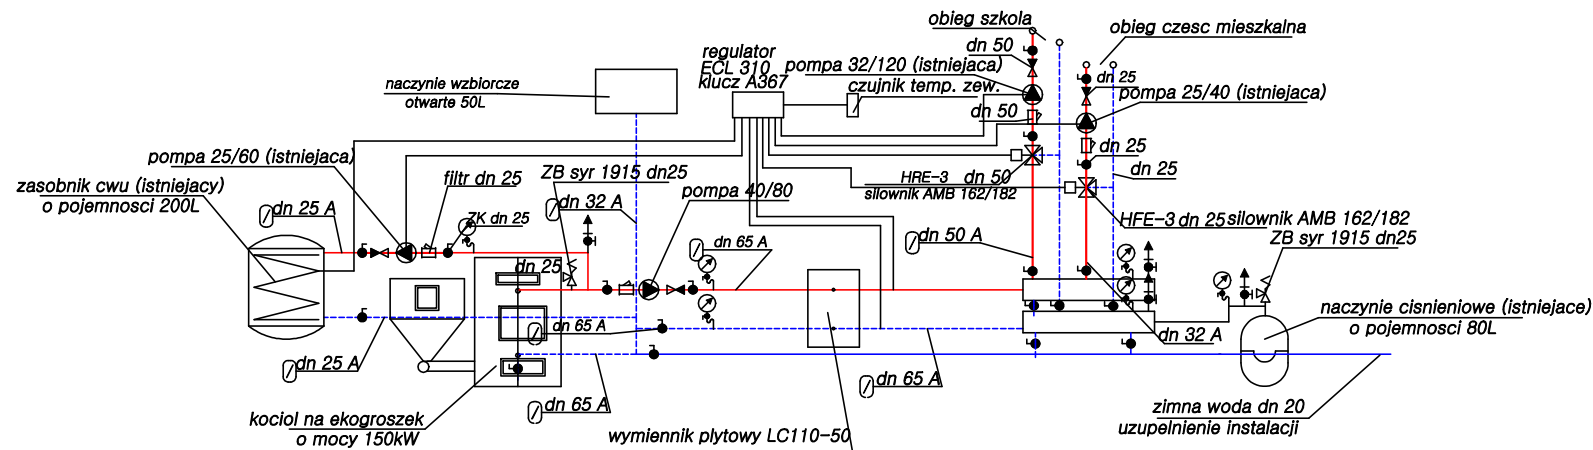 obieg szkola
obieg czesc mieszkalna
dn 50
regulator
ECL 310
klucz A367
pompa 32/120 (istniejaca)
czujnik temp. zew.
dn 25
naczynie wzbiorcze
otwarte 50L
pompa 25/40 (istniejaca)
dn 50
dn 25
pompa 25/60 (istniejaca)
ZB syr 1915 dn25
dn 25
filtr dn 25
HRE-3 dn 50
silownik AMB 162/182
zasobnik cwu (istniejacy)
o pojemnosci 200L
pompa 40/80
dn 32 A
dn 25 A
ZK dn 25
HFE-3 dn 25 silownik AMB 162/182
dn 50 A
dn 65 A
ZB syr 1915 dn25
dn 25
naczynie cisnieniowe (istniejace)
o pojemnosci 80L
dn 65 A
dn 32 A
dn 25 A
dn 65 A
dn 65 A
zimna woda dn 20
uzupelnienie instalacji
kociol na ekogroszek
o mocy 150kW
wymiennik plytowy LC110-50